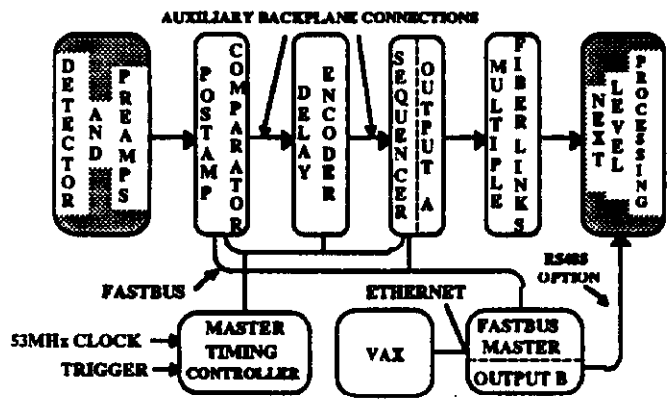 AUXILIARY BACKPLANE CONNECTIONS
DETECTOR
AND
PREAMPS
POSTAMP
COMPARATOR
DELAY
ENCODER
SEQUENCER
OUTPUT A
MULTIPLE
FIBER LINKS
NEXT
LEVEL
PROCESSING
FASTBUS
ETHERNET
RS485
OPTION
53MHz CLOCK
TRIGGER
MASTER
TIMING
CONTROLLER
VAX
FASTBUS
MASTER
OUTPUT B